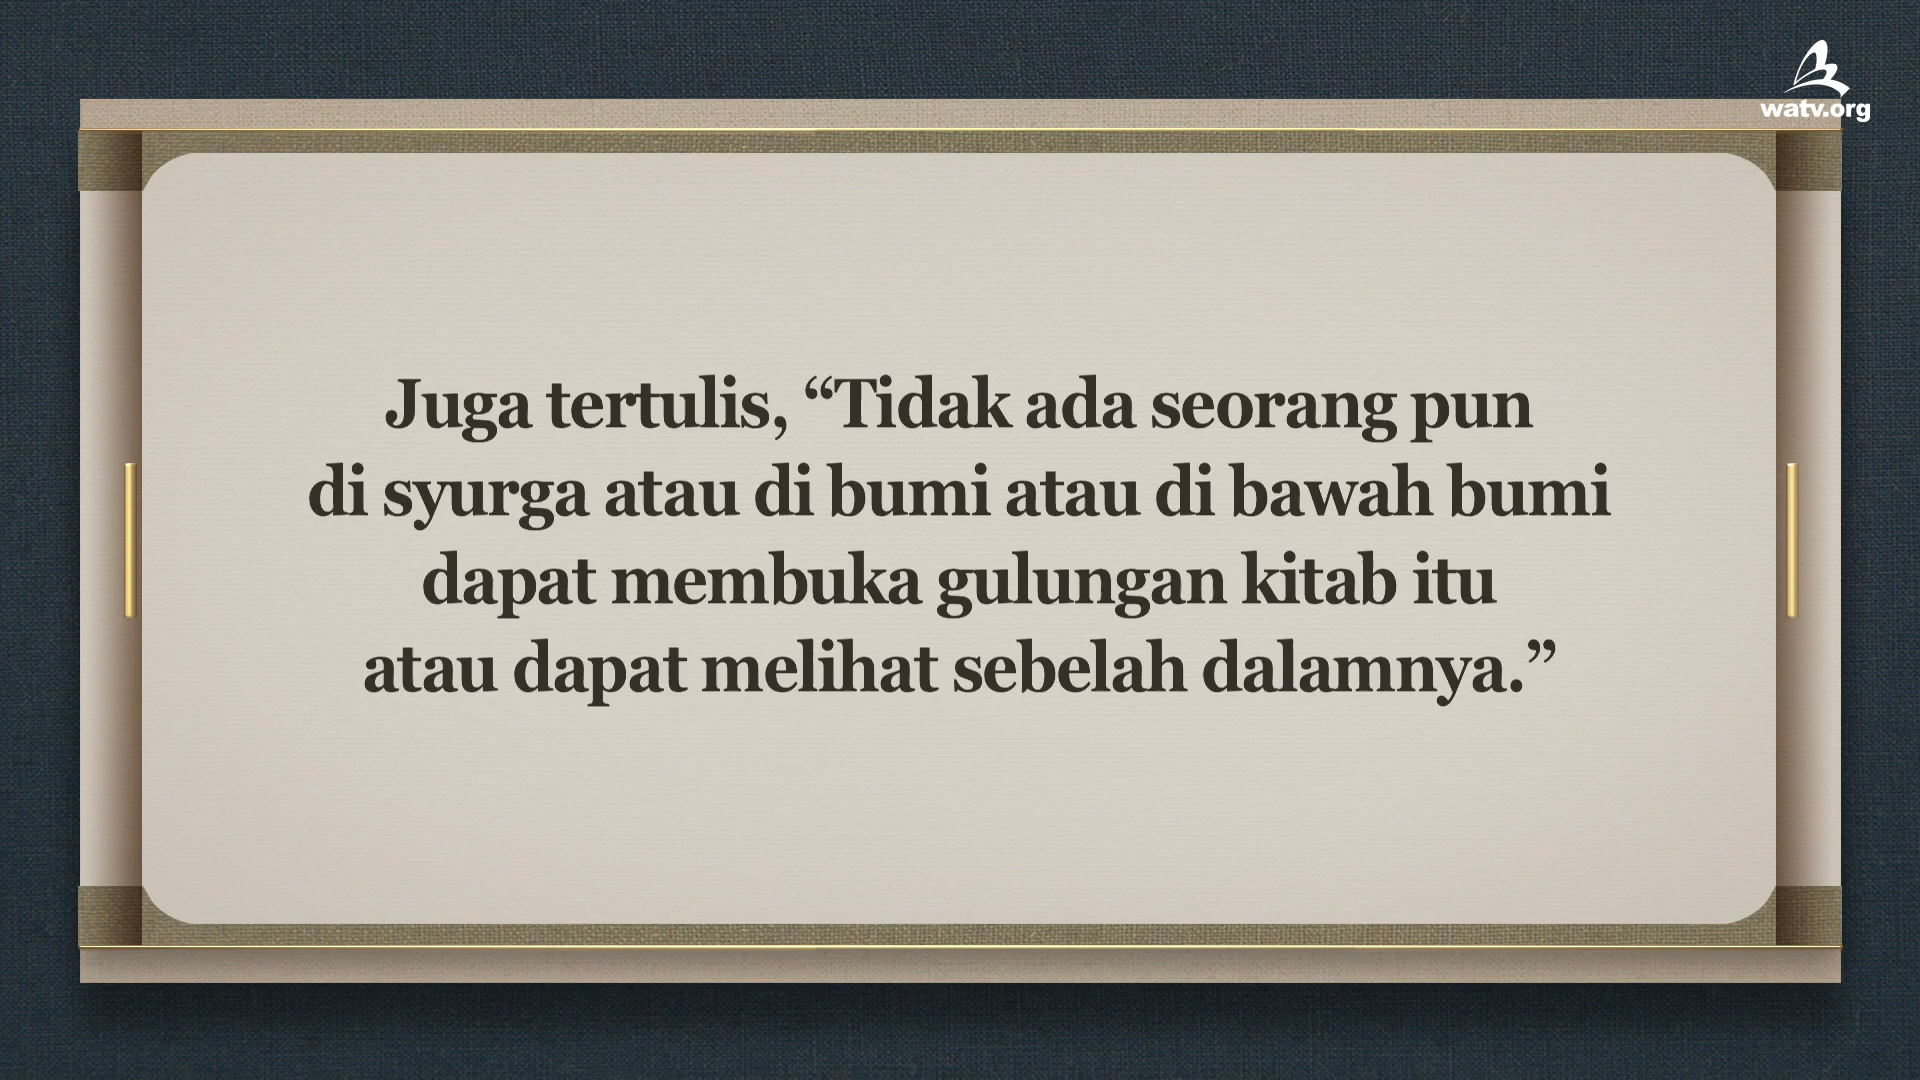 watv.org
Juga tertulis, “Tidak ada seorang pun
di syurga atau di bumi atau di bawah bumi
dapat membuka gulungan kitab itu
atau dapat melihat sebelah dalamnya.”